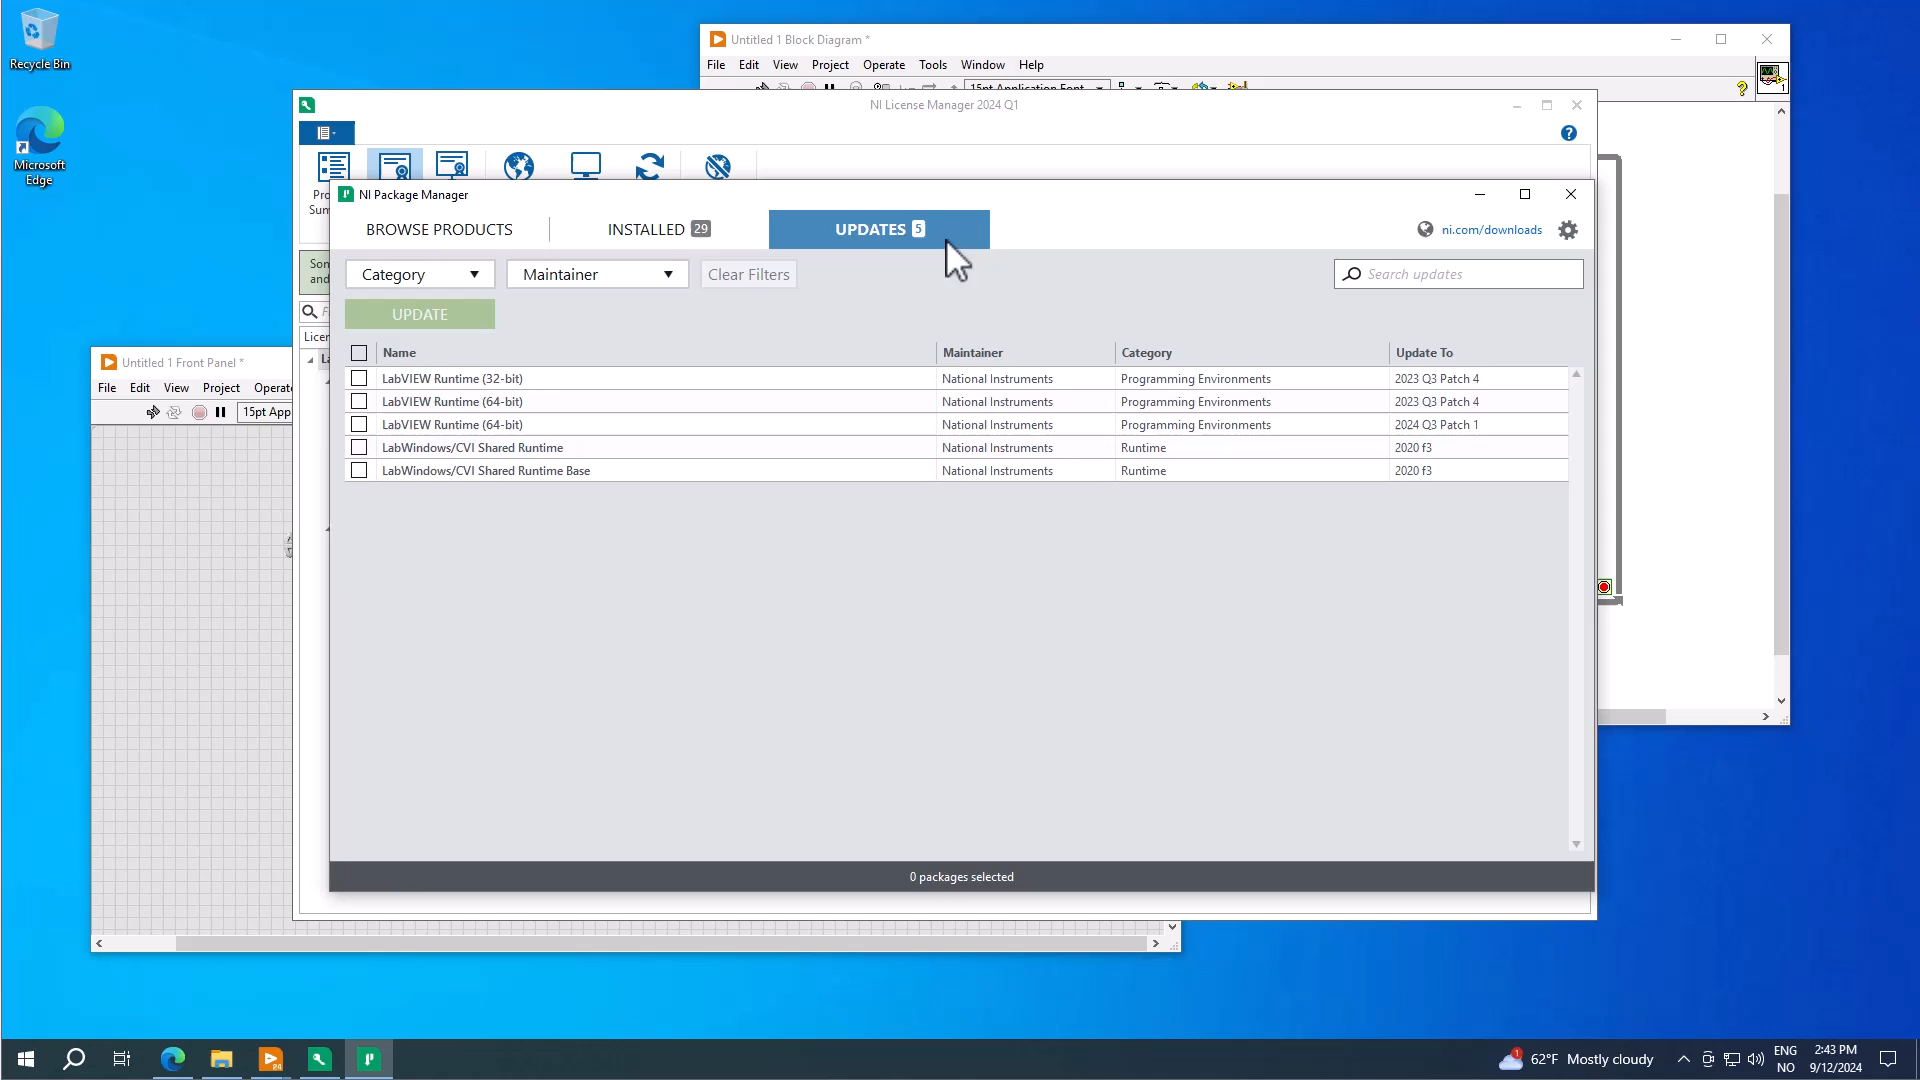 Recycle Bin
Microsoft
Edge
Untitled 1 Block Diagram *
File Edit View Project Operate Tools Window Help
15pt Application Font
1
NI License Manager 2024 Q1
NI Package Manager
BROWSE PRODUCTS
INSTALLED 29
UPDATES 5
ni.com/downloads
Category
Maintainer
Clear Filters
Search updates
UPDATE
Name Maintainer Category Update To
LabVIEW Runtime (32-bit) National Instruments Programming Environments 2023 Q3 Patch 4
LabVIEW Runtime (64-bit) National Instruments Programming Environments 2023 Q3 Patch 4
LabVIEW Runtime (64-bit) National Instruments Programming Environments 2024 Q3 Patch 1
LabWindows/CVI Shared Runtime National Instruments Runtime 2020 f3
LabWindows/CVI Shared Runtime Base National Instruments Runtime 2020 f3
0 packages selected
Untitled 1 Front Panel *
File Edit View Project Operate
15pt App
and
62°F Mostly cloudy
ENG
NO
2:43 PM
9/12/2024